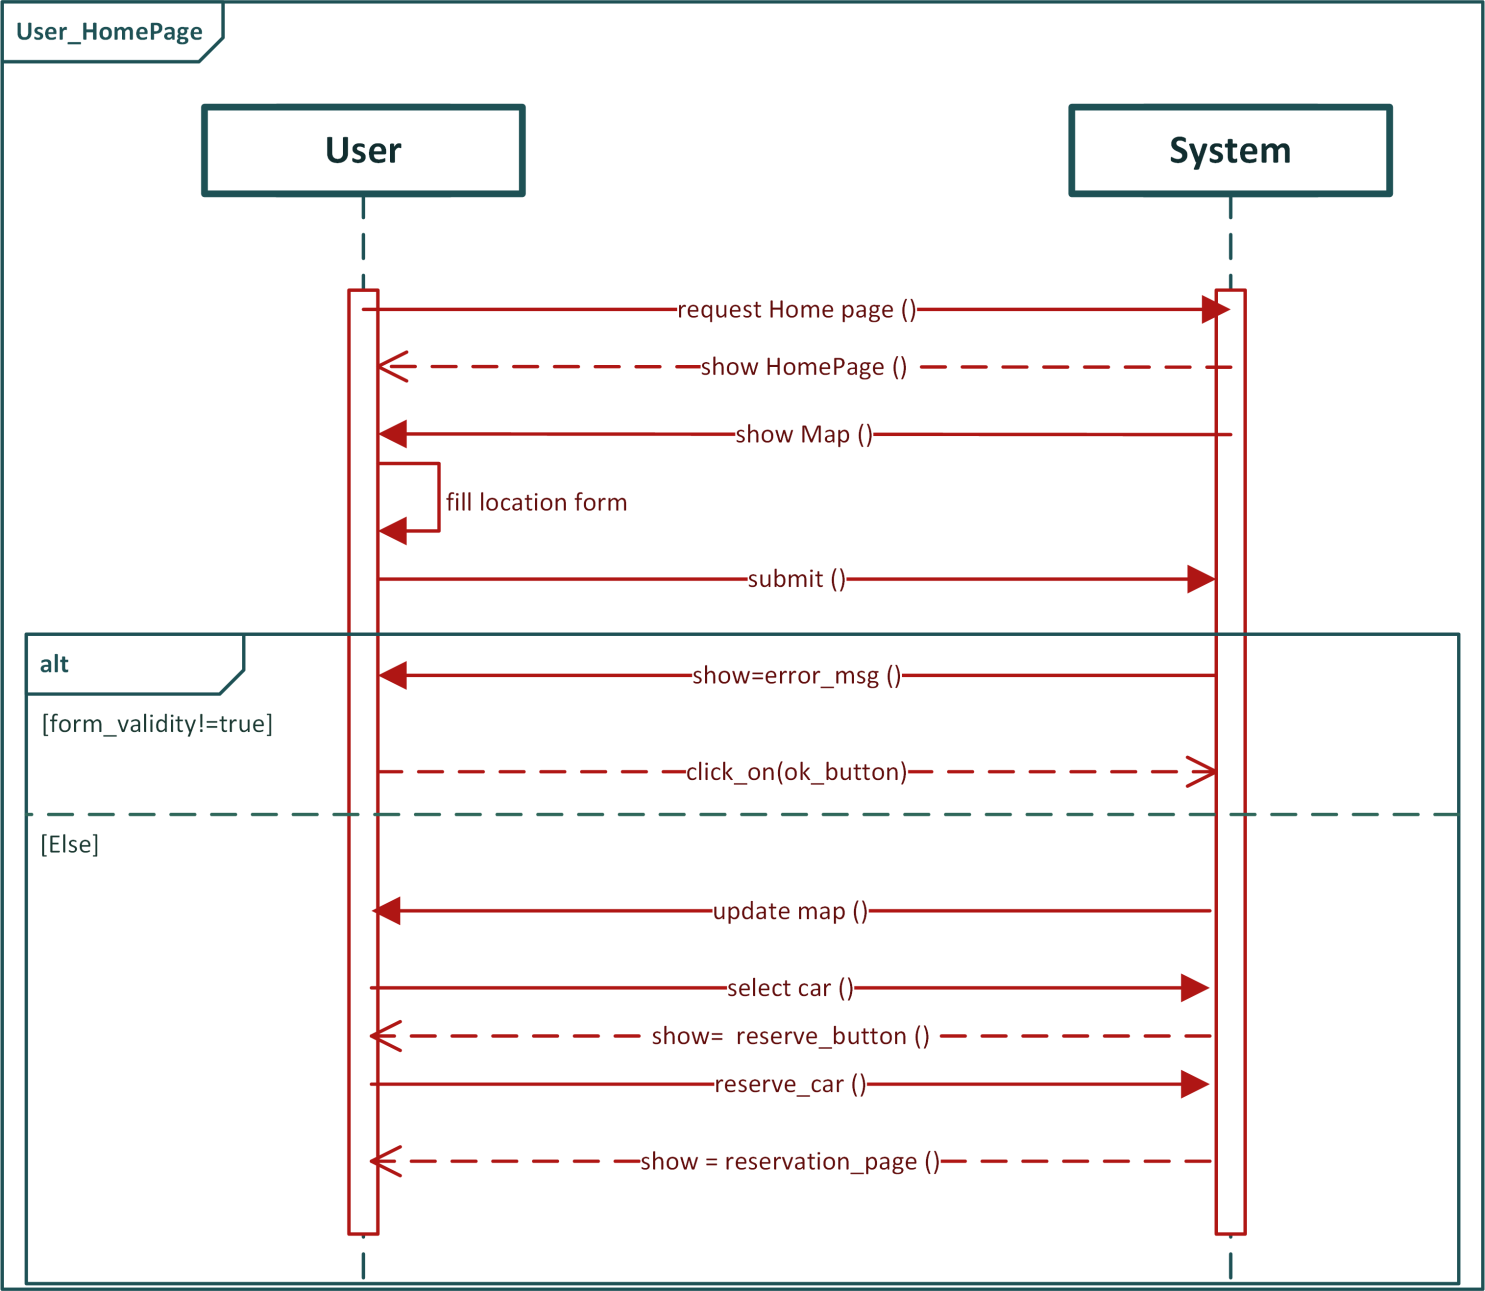 User_HomePage
User
System
request Home page ()
show HomePage ()
show Map ()
fill location form
submit ()
alt
show=error_msg ()
[form_validity!=true]
click_on(ok_button)
[Else]
update map ()
select car ()
show=  reserve_button ()
reserve_car ()
show = reservation_page ()